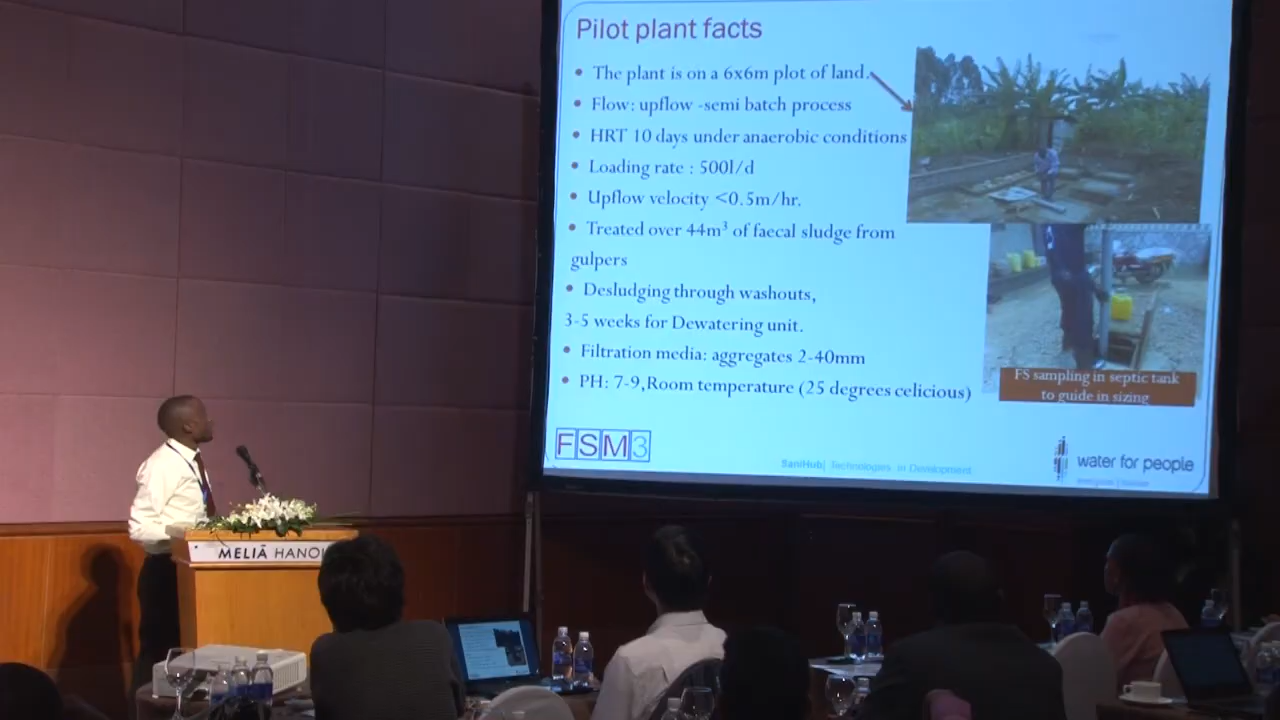 Pilot plant facts
• The plant is on a 6x6m plot of land.
• Flow: upflow -semi batch process
• HRT 10 days under anaerobic conditions
• Loading rate : 500l/d
• Upflow velocity <0.5m/hr.
• Treated over 44m³ of faecal sludge from
gulpers
• Desludging through washouts,
3-5 weeks for Dewatering unit.
• Filtration media: aggregates 2-40mm
• PH: 7-9,Room temperature (25 degrees celicious)
FS sampling in septic tank
to guide in sizing
FSM3
SaniHub| Technologies in Development
water for people
MELIÃ HANOI